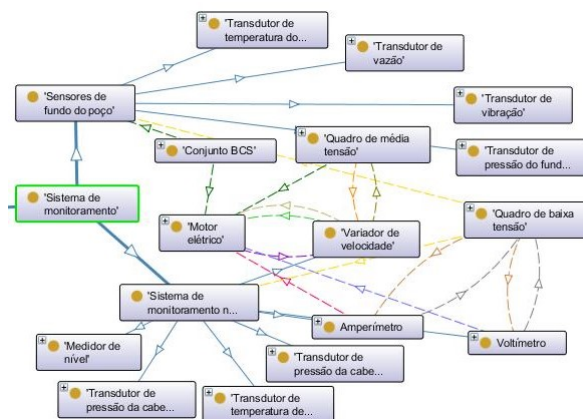 'Transdutor de
temperatura do...
'Transdutor de
vazão'
'Sensores de
fundo do poço'
'Transdutor de
vibração'
'Conjunto BCS'
'Quadro de média
tensão'
'Transdutor de
pressão do fund...
'Sistema de
monitoramento'
'Motor
elétrico'
'Variador de
velocidade'
'Quadro de baixa
tensão'
'Sistema de
monitoramento n...
Amperímetro
Voltímetro
'Medidor de
nível'
'Transdutor de
pressão da cabe...
'Transdutor de
pressão da cabe...
'Transdutor de
temperatura de...